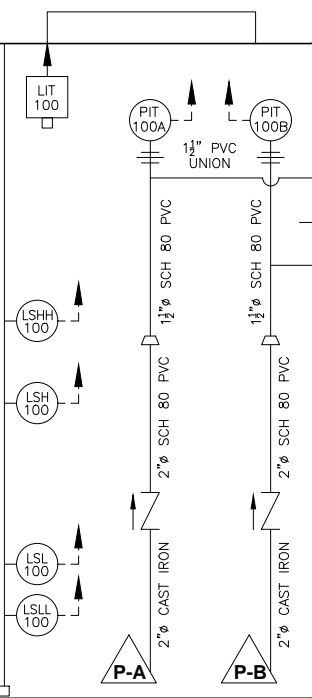 LIT
100
PIT
100A
PIT
100B
1½" PVC
UNION
1½"ø SCH 80 PVC
1½"ø SCH 80 PVC
LSHH
100
LSH
100
2"ø SCH 80 PVC
2"ø SCH 80 PVC
LSL
100
LSLL
100
2"ø CAST IRON
2"ø CAST IRON
P-A
P-B